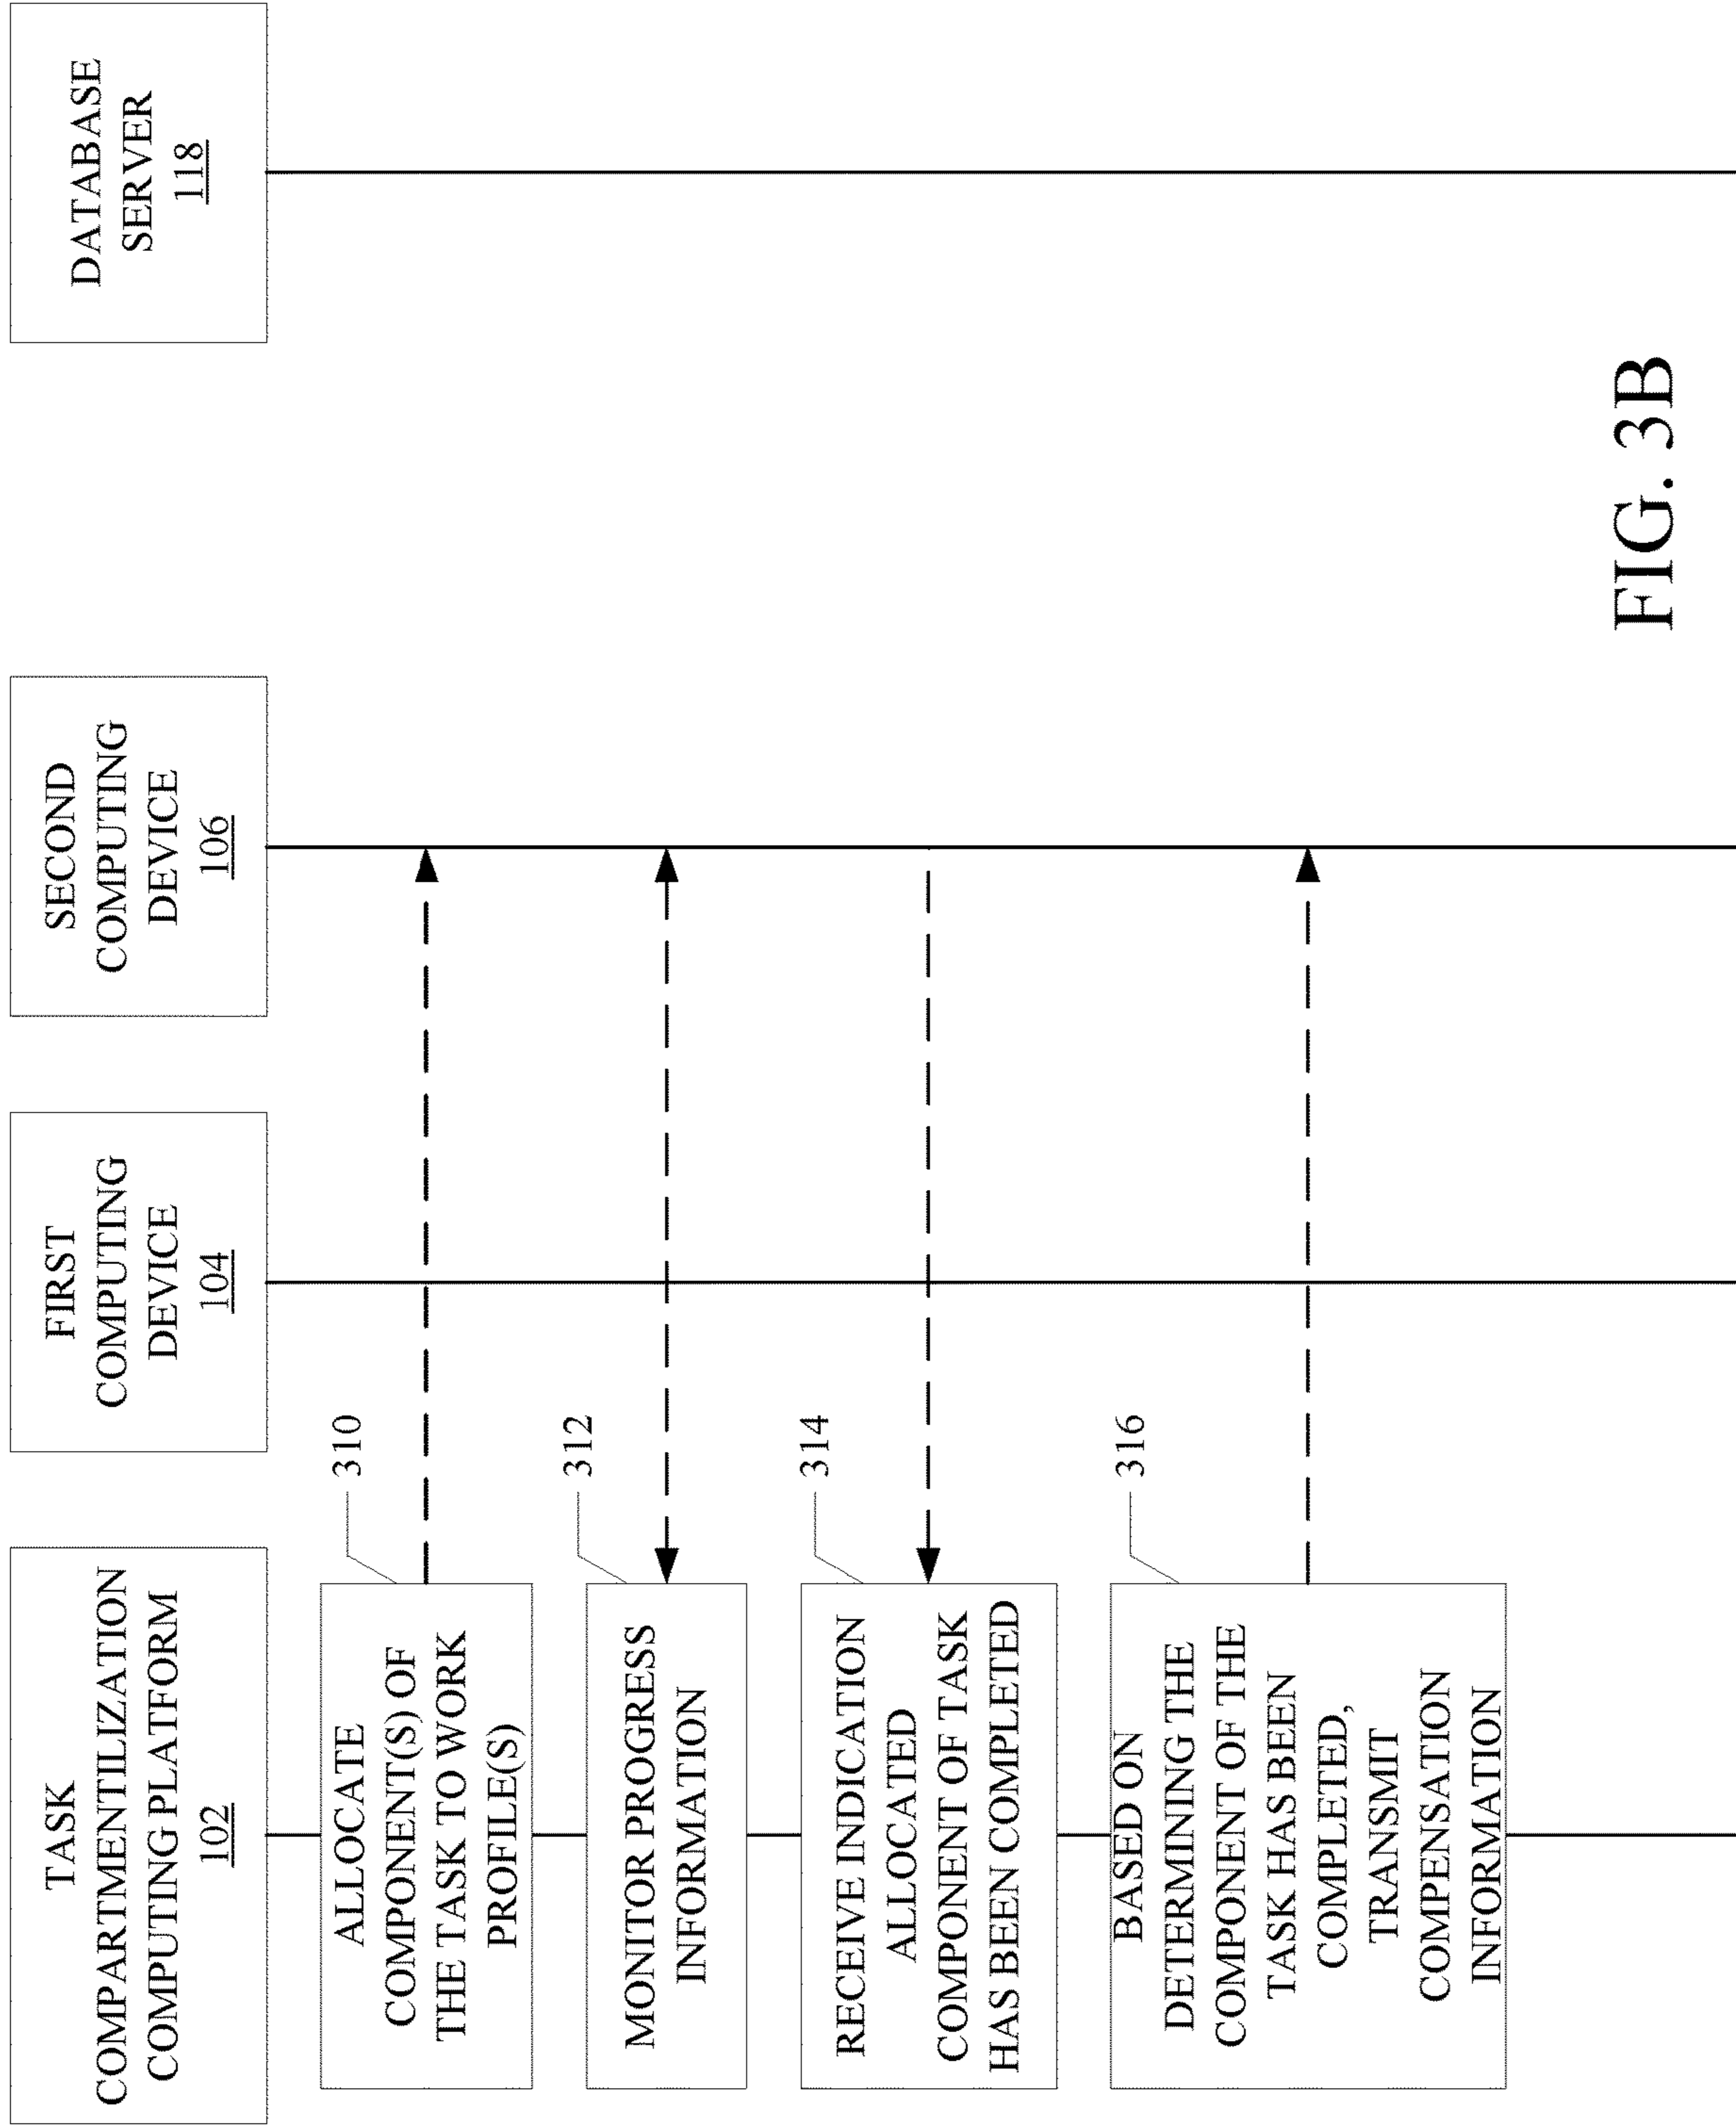 TASK
COMPARTMENTILIZATION
COMPUTING PLATFORM
102
FIRST
COMPUTING
DEVICE
104
SECOND
COMPUTING
DEVICE
106
DATABASE
SERVER
118
310
ALLOCATE
COMPONENT(S) OF
THE TASK TO WORK
PROFILE(S)
312
MONITOR PROGRESS
INFORMATION
314
RECEIVE INDICATION
ALLOCATED
COMPONENT OF TASK
HAS BEEN COMPLETED
316
BASED ON
DETERMINING THE
COMPONENT OF THE
TASK HAS BEEN
COMPLETED,
TRANSMIT
COMPENSATION
INFORMATION
FIG. 3B